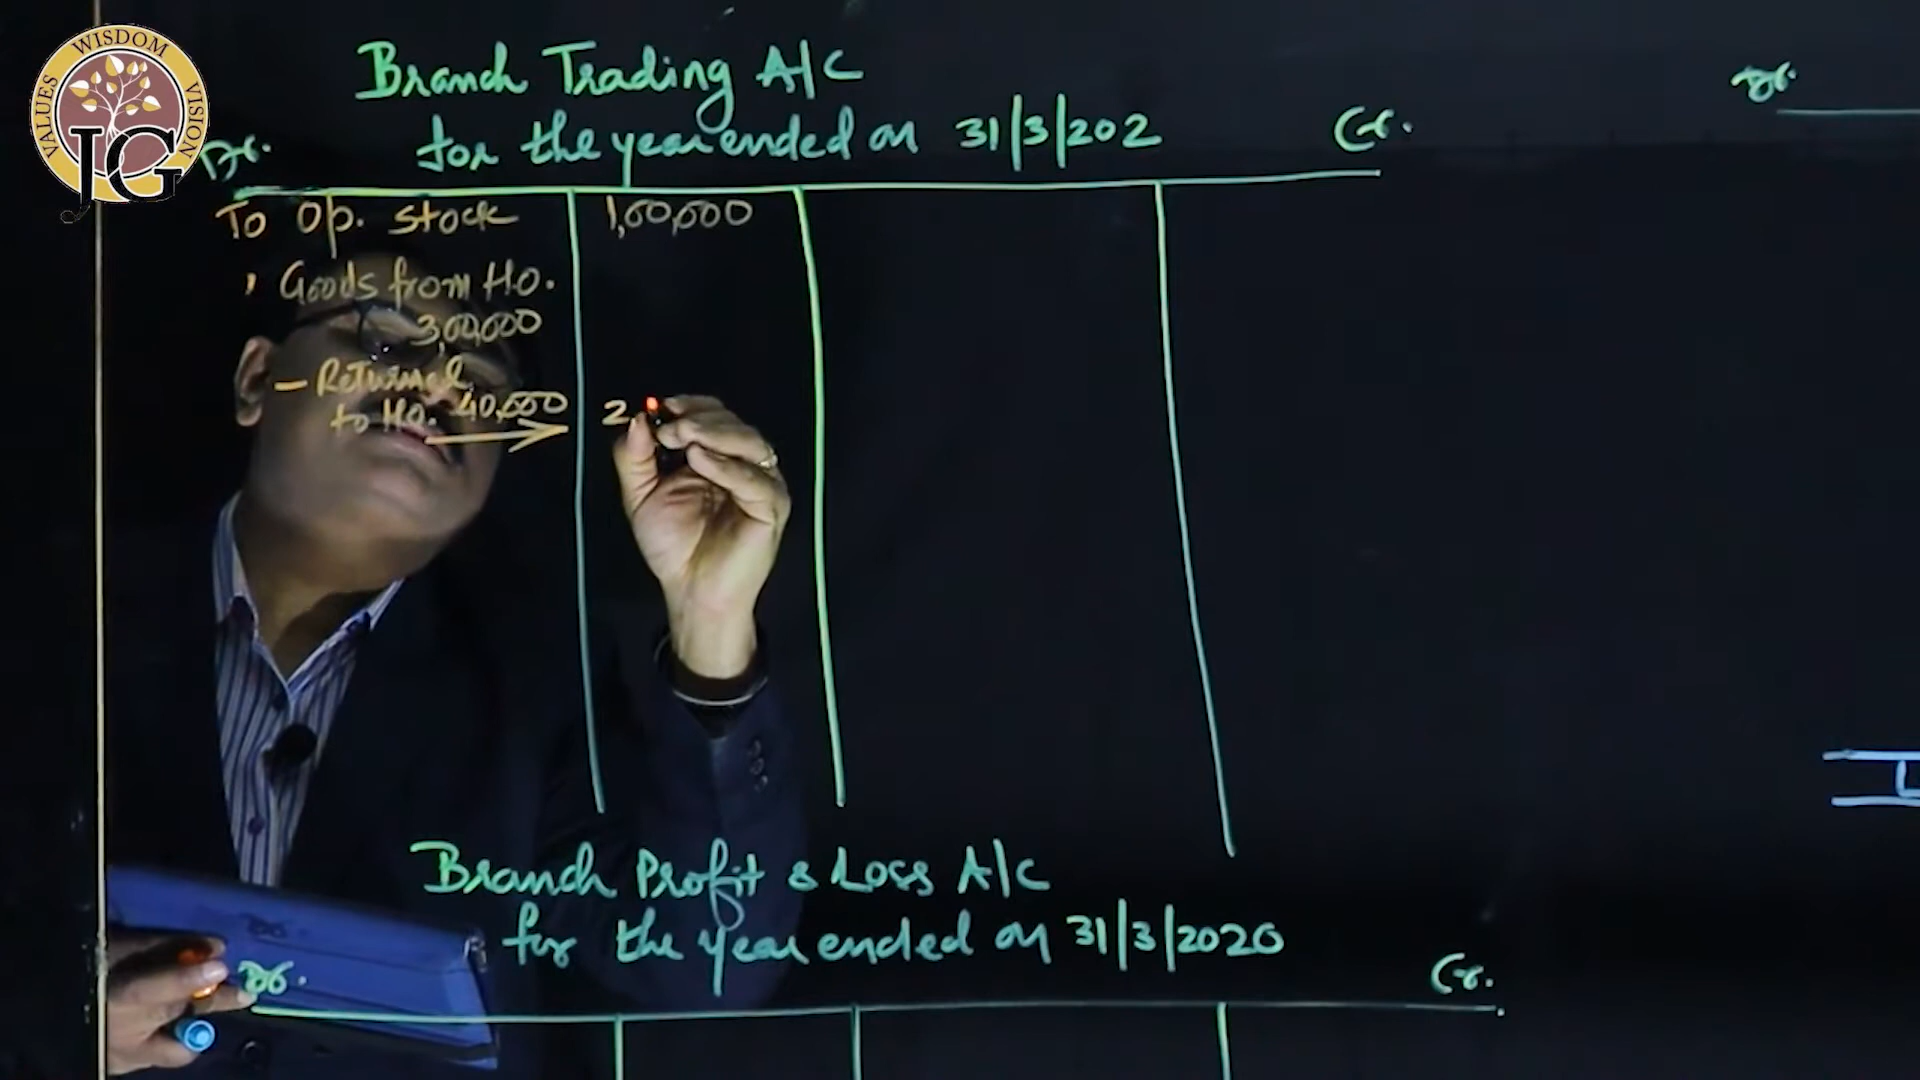 VALUES WISDOM VISION
JG
Branch Trading A/C
for the year ended on 31/3/202
Dr.
Cr.
To Op. Stock 1,00,000
" Goods from HO.
3,00,000
- Returned
to HO. 40,000 2,
Branch Profit & Loss A/C
for the year ended on 31/3/2020
Dr.
Cr.
Dr.